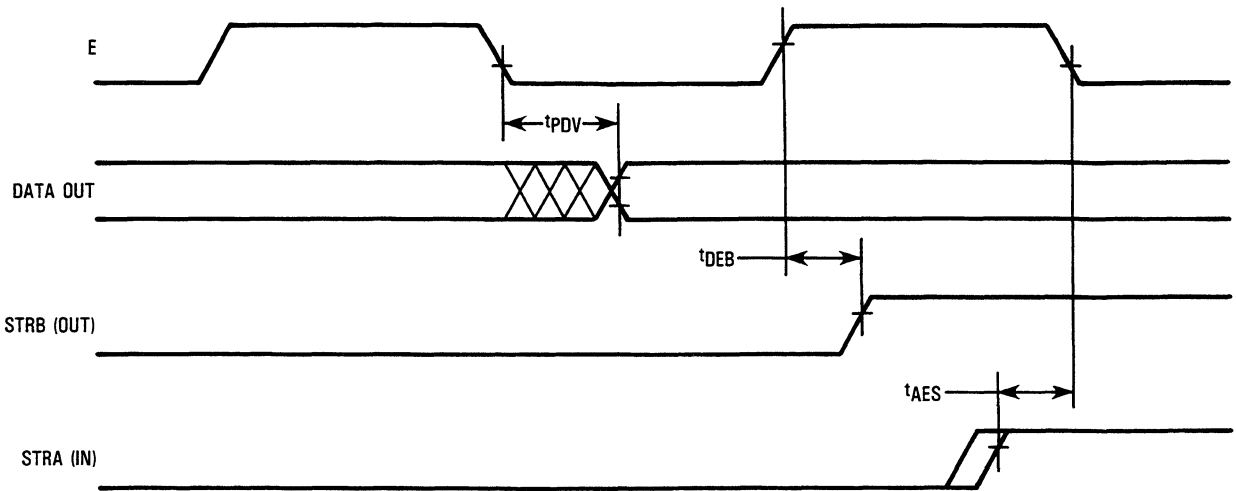 E
tPDV
DATA OUT
tDEB
STRB (OUT)
tAES
STRA (IN)